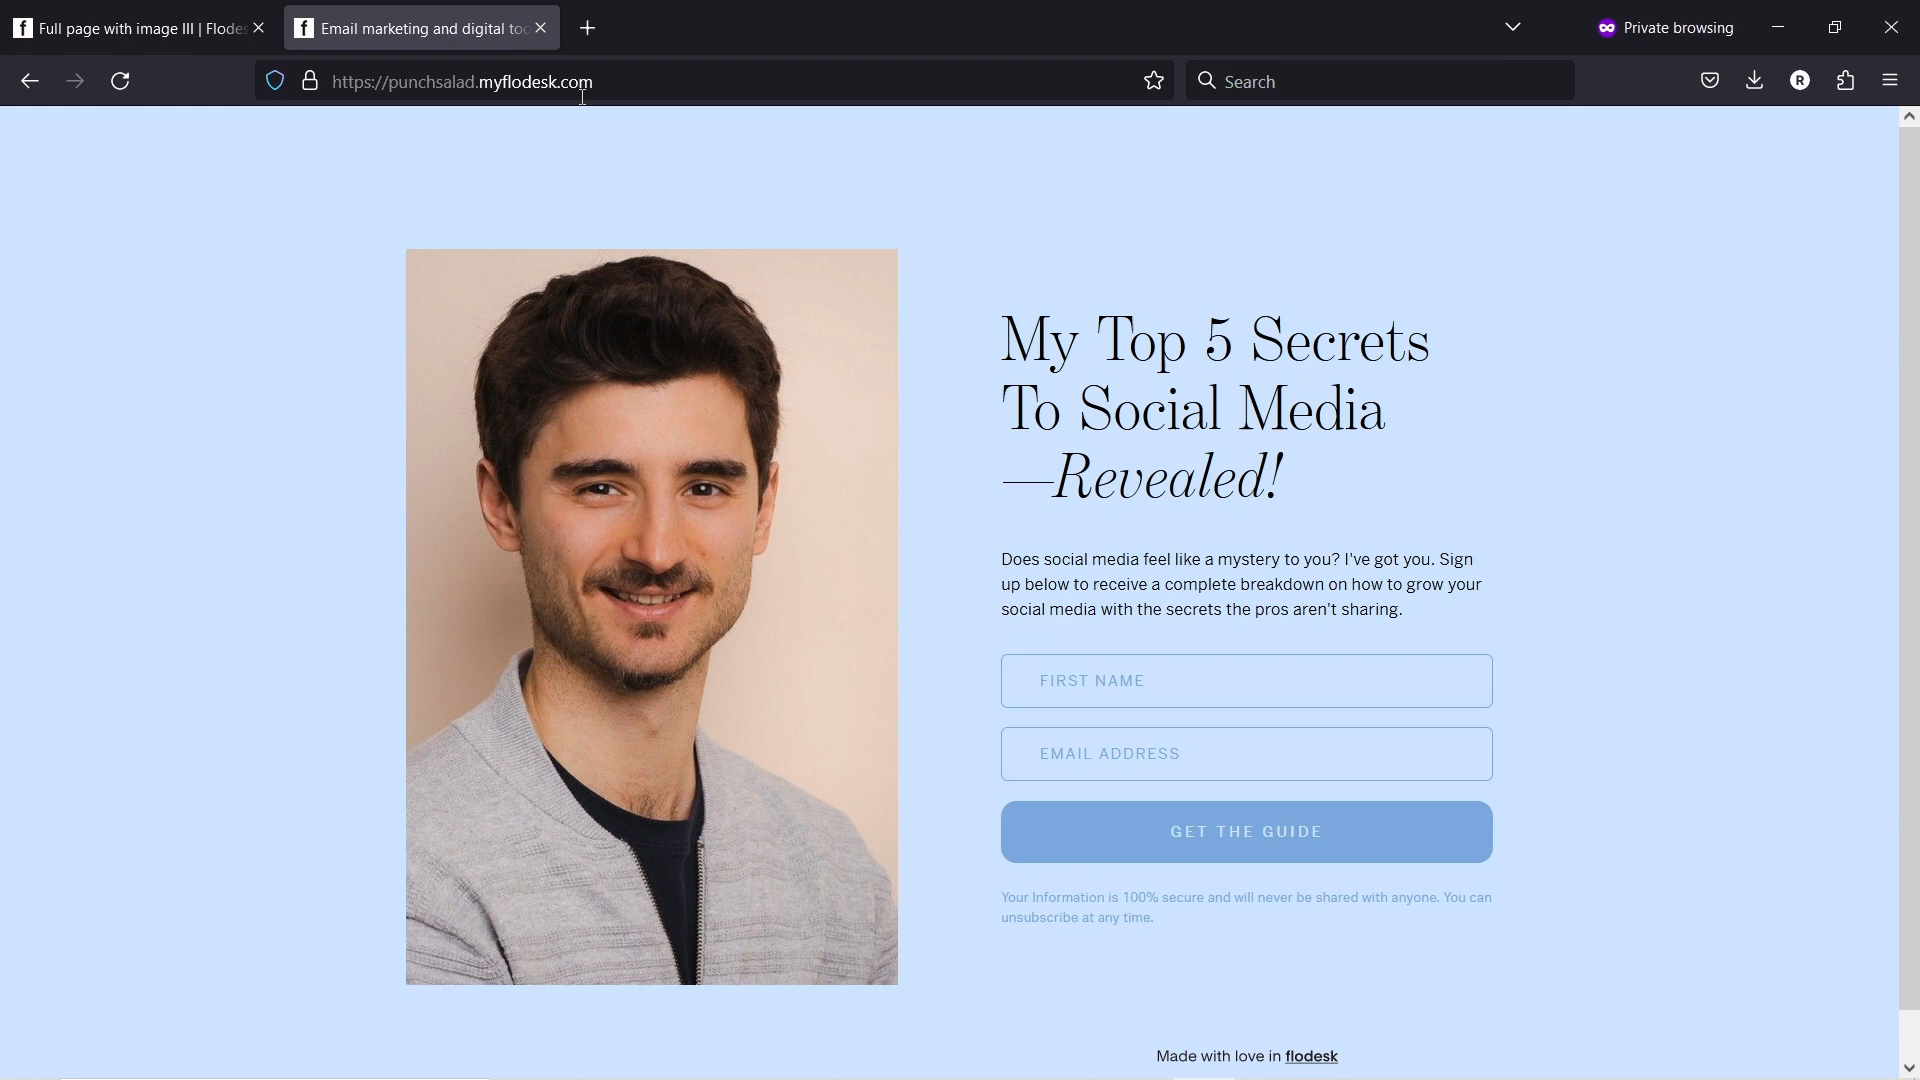 Full page with image III | Flodes
Email marketing and digital too
Private browsing
https://punchsalad.myflodesk.com
Search
R
My Top 5 Secrets
To Social Media
—Revealed!
Does social media feel like a mystery to you? I've got you. Sign
up below to receive a complete breakdown on how to grow your
social media with the secrets the pros aren't sharing.
FIRST NAME
EMAIL ADDRESS
GET THE GUIDE
Your Information is 100% secure and will never be shared with anyone. You can
unsubscribe at any time.
Made with love in flodesk